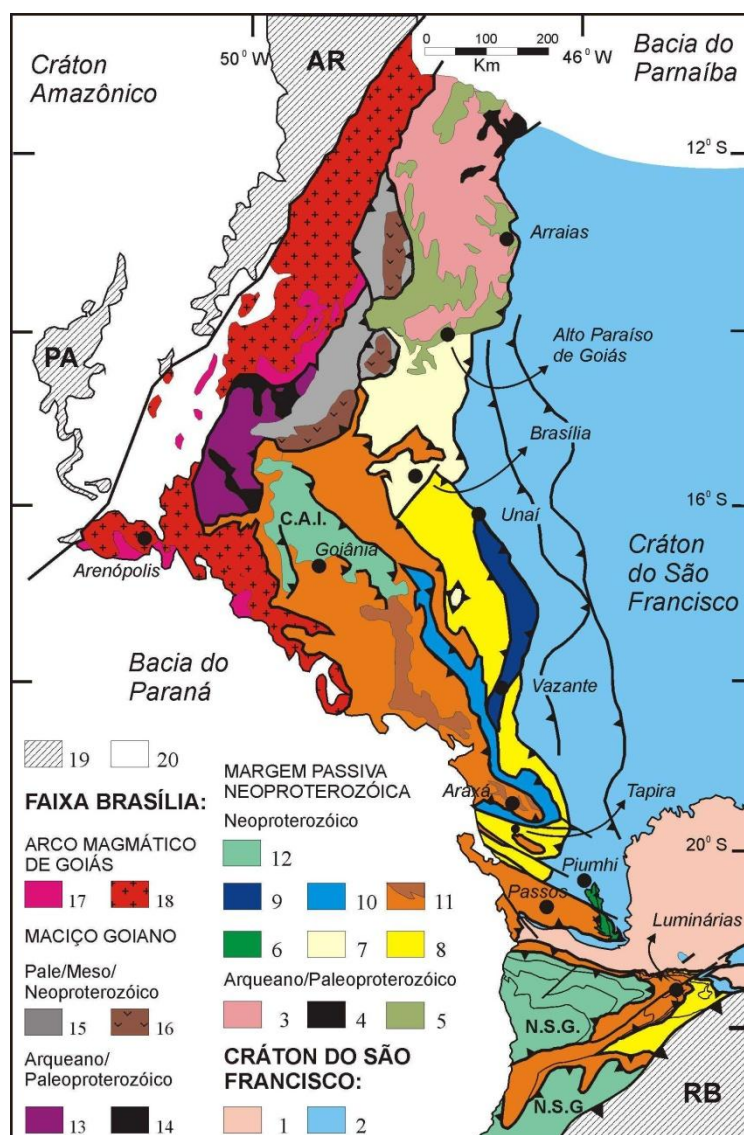 50° W
AR
0 100 200
Km
46° W
Bacia do
Parnaíba
Cráton
Amazônico
12° S
Arraias
Alto Paraíso
de Goiás
PA
Brasília
16° S
Unaí
C.A.I.
Goiânia
Cráton
do São
Francisco
Arenópolis
Bacia do
Paraná
Vazante
19 20
FAIXA BRASÍLIA:
ARCO MAGMÁTICO
DE GOIÁS
17 18
MACIÇO GOIANO
Pale/Meso/
Neoproterozóico
15 16
Arqueano/
Paleoproterozóico
13 14
MARGEM PASSIVA
NEOPROTEROZÓICA
Neoproterozóico
12
9 10 11
6 7 8
Arqueano/Paleoproterozóico
3 4 5
CRÁTON DO SÃO
FRANCISCO:
1 2
Araxá
Tapira
20° S
Piumhi
Passos
Luminárias
N.S.G.
RB
N.S.G.